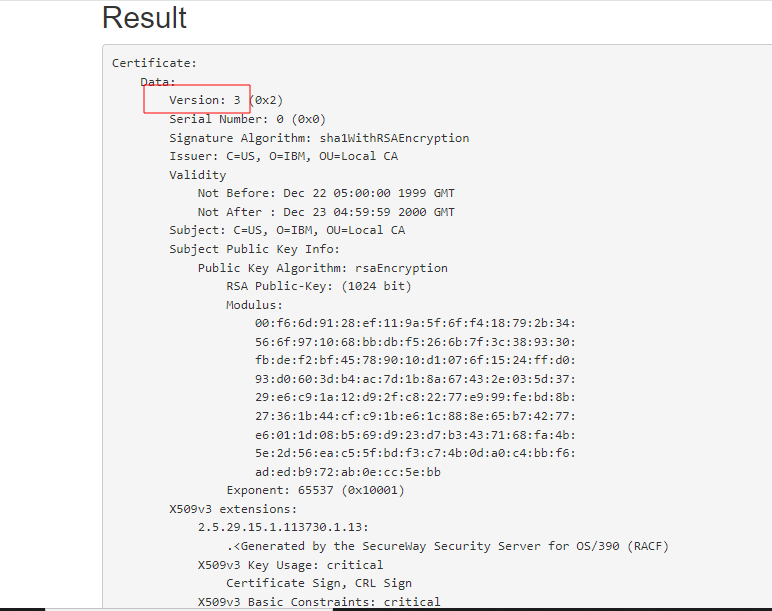 Result
Certificate:
Data:
Version: 3 (0x2)
Serial Number: 0 (0x0)
Signature Algorithm: sha1WithRSAEncryption
Issuer: C=US, O=IBM, OU=Local CA
Validity
Not Before: Dec 22 05:00:00 1999 GMT
Not After : Dec 23 04:59:59 2000 GMT
Subject: C=US, O=IBM, OU=Local CA
Subject Public Key Info:
Public Key Algorithm: rsaEncryption
RSA Public-Key: (1024 bit)
Modulus:
00:f6:6d:91:28:ef:11:9a:5f:6f:f4:18:79:2b:34:
56:6f:97:10:68:bb:db:f5:26:6b:7f:3c:38:93:30:
fb:de:f2:bf:45:78:90:10:d1:07:6f:15:24:ff:d0:
93:d0:60:3d:b4:ac:7d:1b:8a:67:43:2e:03:5d:37:
29:e6:c9:1a:12:d9:2f:c8:22:77:e9:99:fe:bd:8b:
27:36:1b:44:cf:c9:1b:e6:1c:88:8e:65:b7:42:77:
e6:01:1d:08:b5:69:d9:23:d7:b3:43:71:68:fa:4b:
5e:2d:56:ea:c5:5f:bd:f3:c7:4b:0d:a0:c4:bb:f6:
ad:ed:b9:72:ab:0e:cc:5e:bb
Exponent: 65537 (0x10001)
X509v3 extensions:
2.5.29.15.1.113730.1.13:
.<Generated by the SecureWay Security Server for OS/390 (RACF)
X509v3 Key Usage: critical
Certificate Sign, CRL Sign
X509v3 Basic Constraints: critical